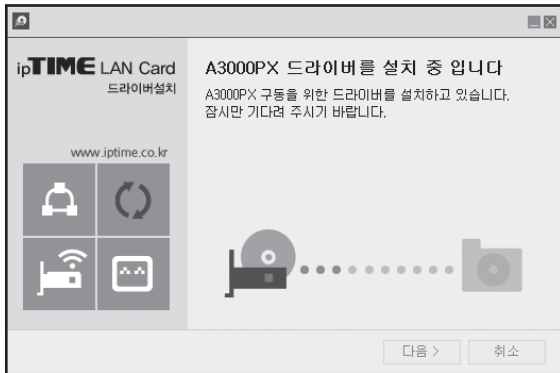 ipTIME LAN Card
드라이버설치
www.iptime.co.kr
A3000PX 드라이버를 설치 중 입니다
A3000PX 구동을 위한 드라이버를 설치하고 있습니다.
잠시만 기다려 주시기 바랍니다.
다음 >
취소